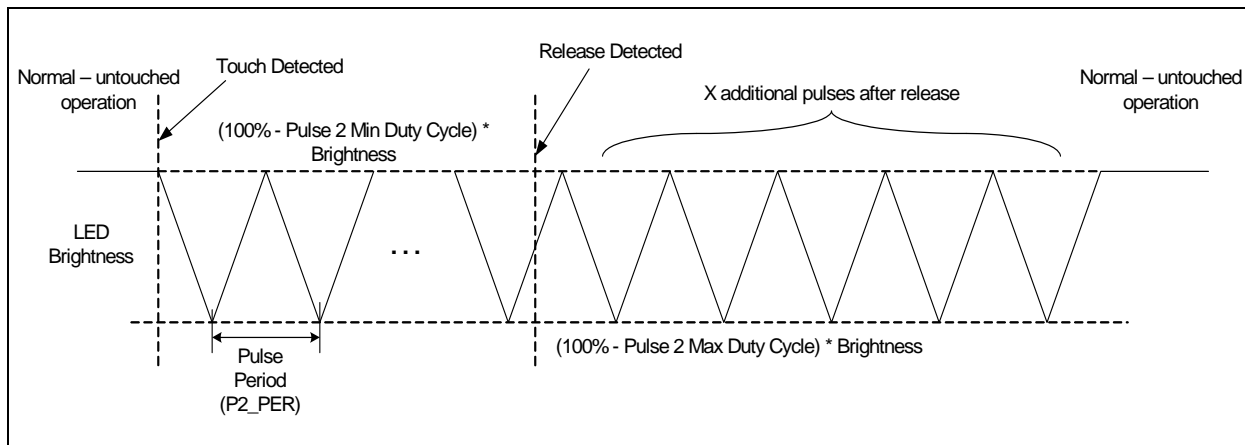 Normal – untouched
operation
Touch Detected
Release Detected
X additional pulses after release
Normal – untouched
operation
(100% - Pulse 2 Min Duty Cycle) *
Brightness
LED
Brightness
...
Pulse
Period
(P2_PER)
(100% - Pulse 2 Max Duty Cycle) * Brightness